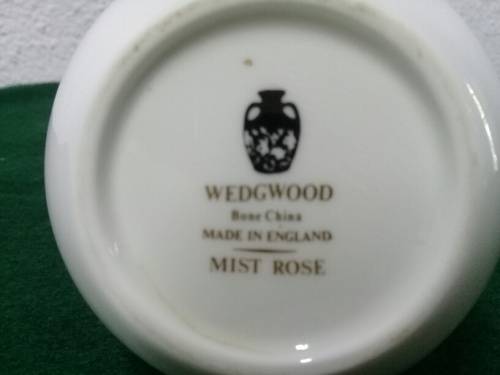 WEDGWOOD
Bone China
MADE IN ENGLAND
MIST ROSE